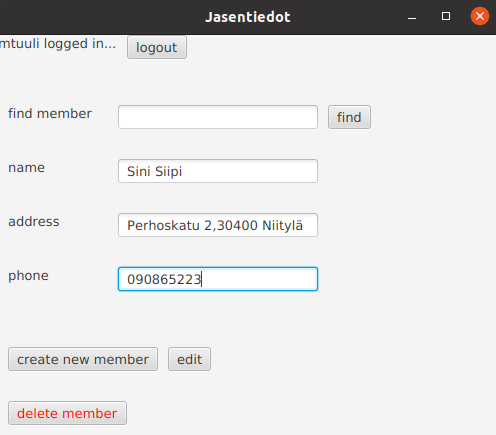 Jasentiedot
mtuuli logged in... logout
find member find
name Sini Siipi
address Perhoskatu 2,30400 Niitylä
phone 090865223
create new member edit
delete member